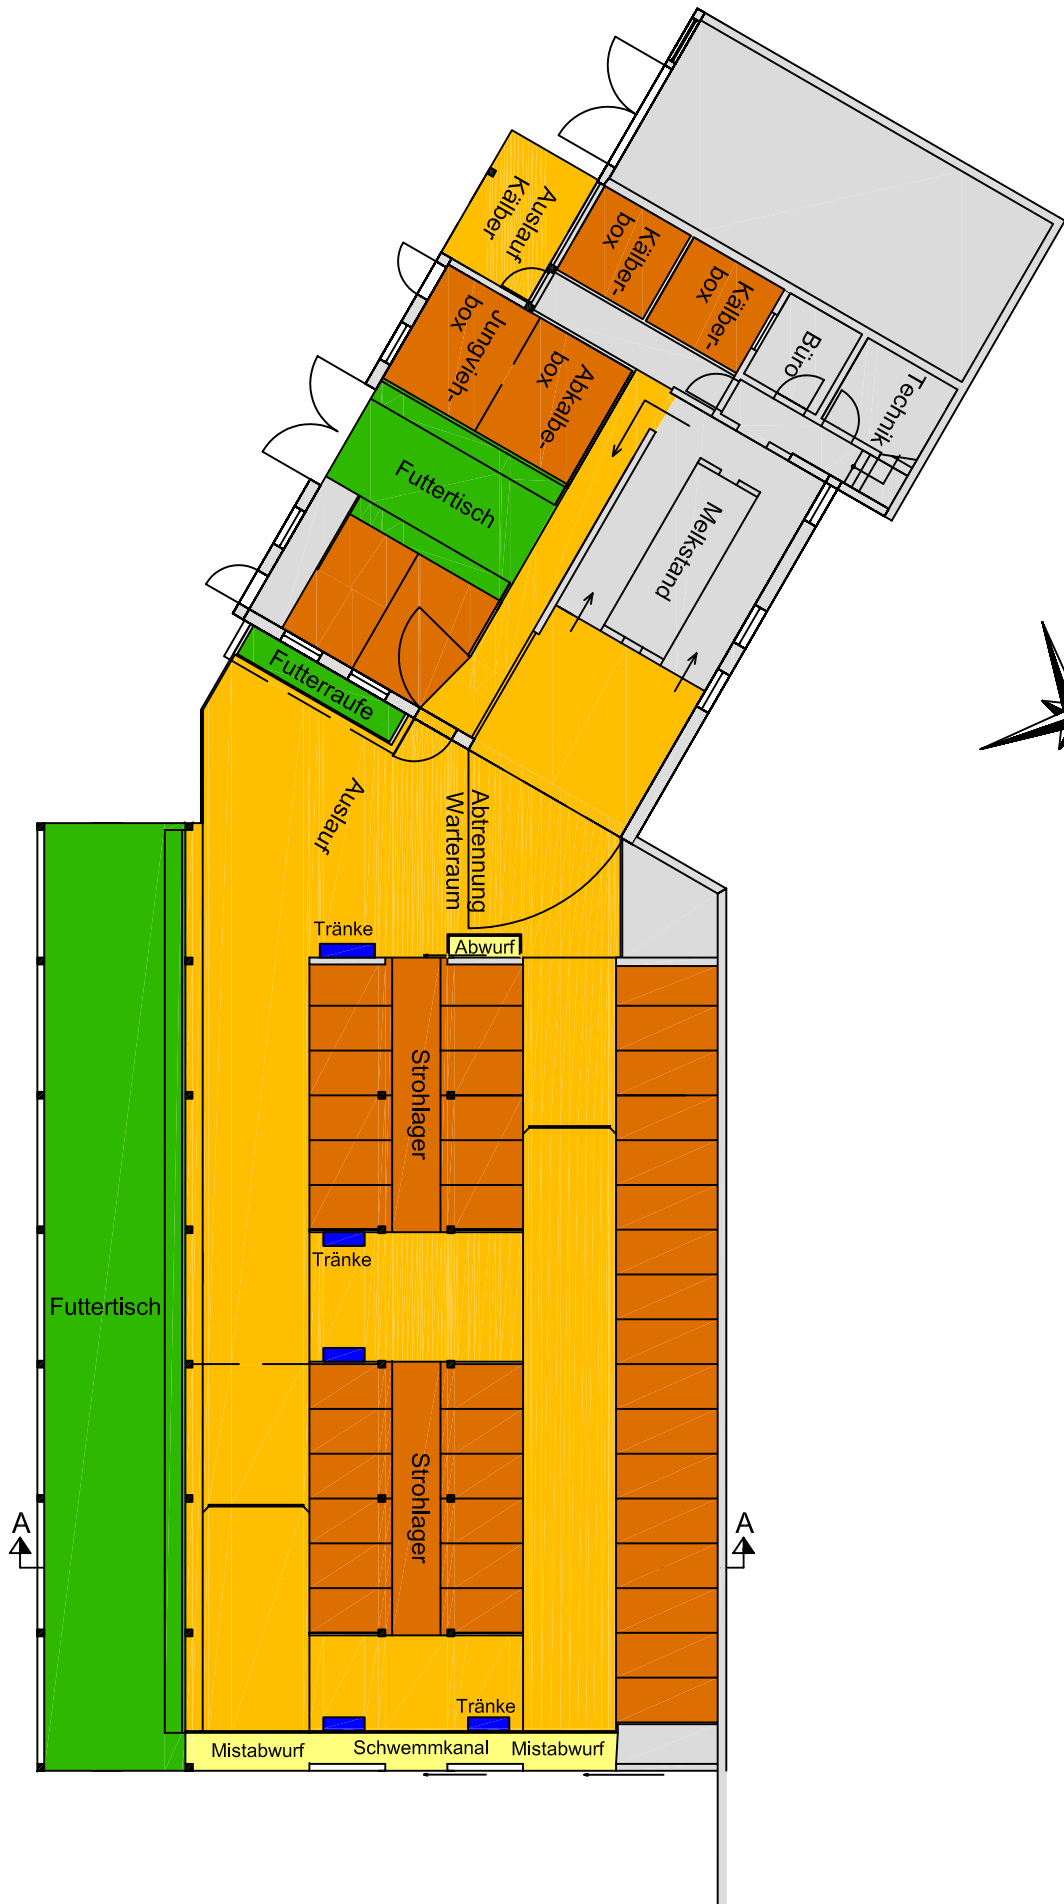 Auslauf
Kälber
Kälber-
box
Kälber-
box
Büro
Technik
Jungvieh-
box
Abkalbe-
box
Futtertisch
Melkstand
Futterraufe
Auslauf
Abtrennung
Warteraum
Tränke
Abwurf
Strohlager
Tränke
Futtertisch
Strohlager
A
A
Tränke
Mistabwurf
Schwemmkanal
Mistabwurf